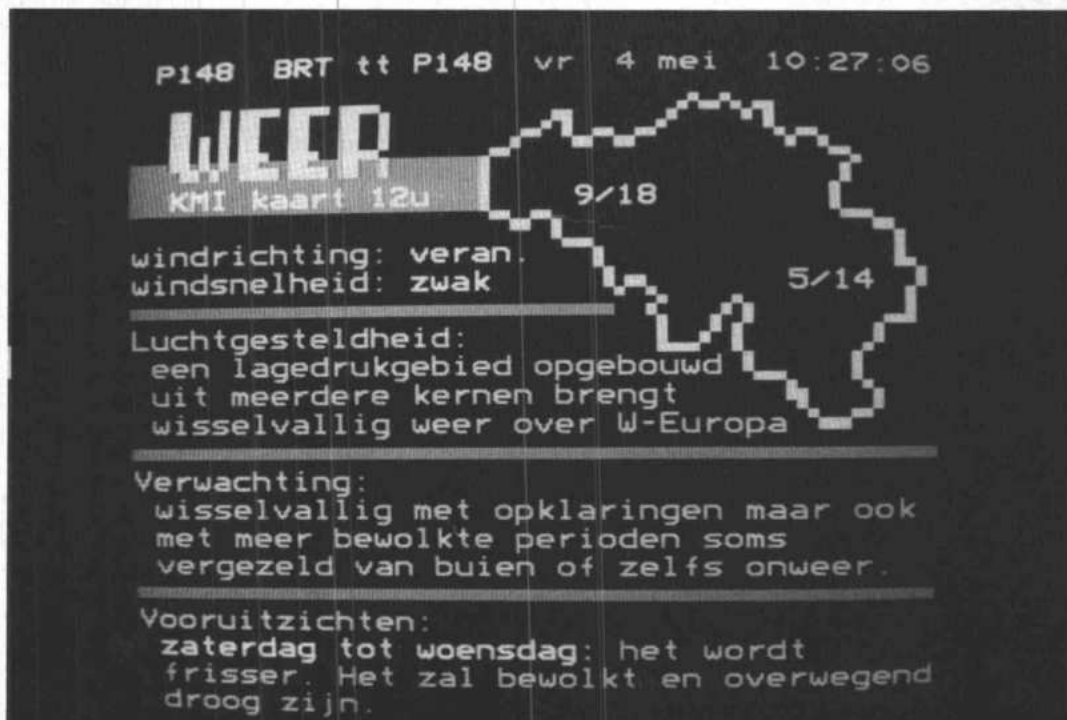 P148 BRT tt P148 vr 4 mei 10:27:06
WEER
KMI kaart 12u
9/18
windrichting: veran.
windsnelheid: zwak
5/14
Luchtgesteldheid:
een lagedrukgebied opgebouwd
uit meerdere kernen brengt
wisselvallig weer over W-Europa
Verwachting:
wisselvallig met opklaringen maar ook
met meer bewolkte perioden soms
vergezeld van buien of zelfs onweer.
Vooruitzichten:
zaterdag tot woensdag: het wordt
frisser. Het zal bewolkt en overwegend
droog zijn.